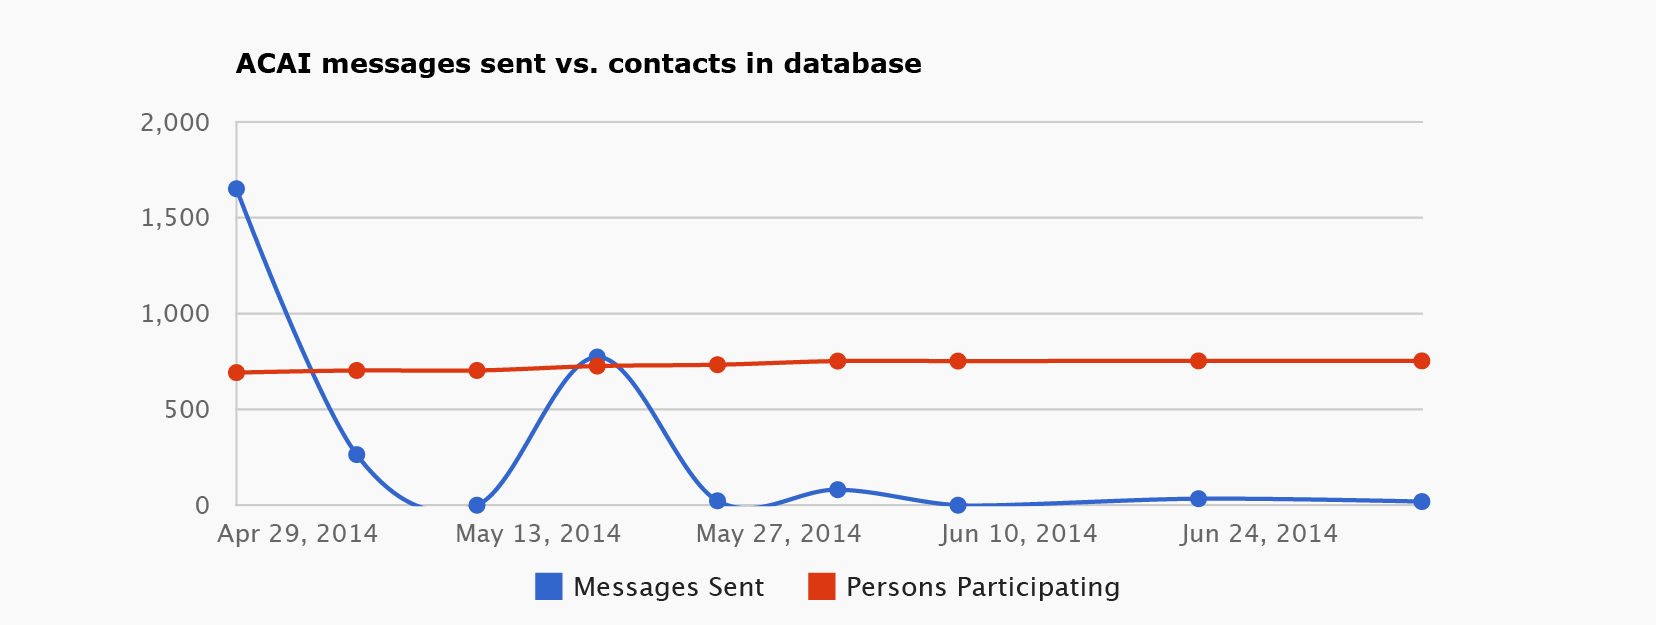 ACAI messages sent vs. contacts in database
2,000
1,500
1,000
500
0
Apr 29, 2014 May 13, 2014 May 27, 2014 Jun 10, 2014 Jun 24, 2014
Messages Sent Persons Participating